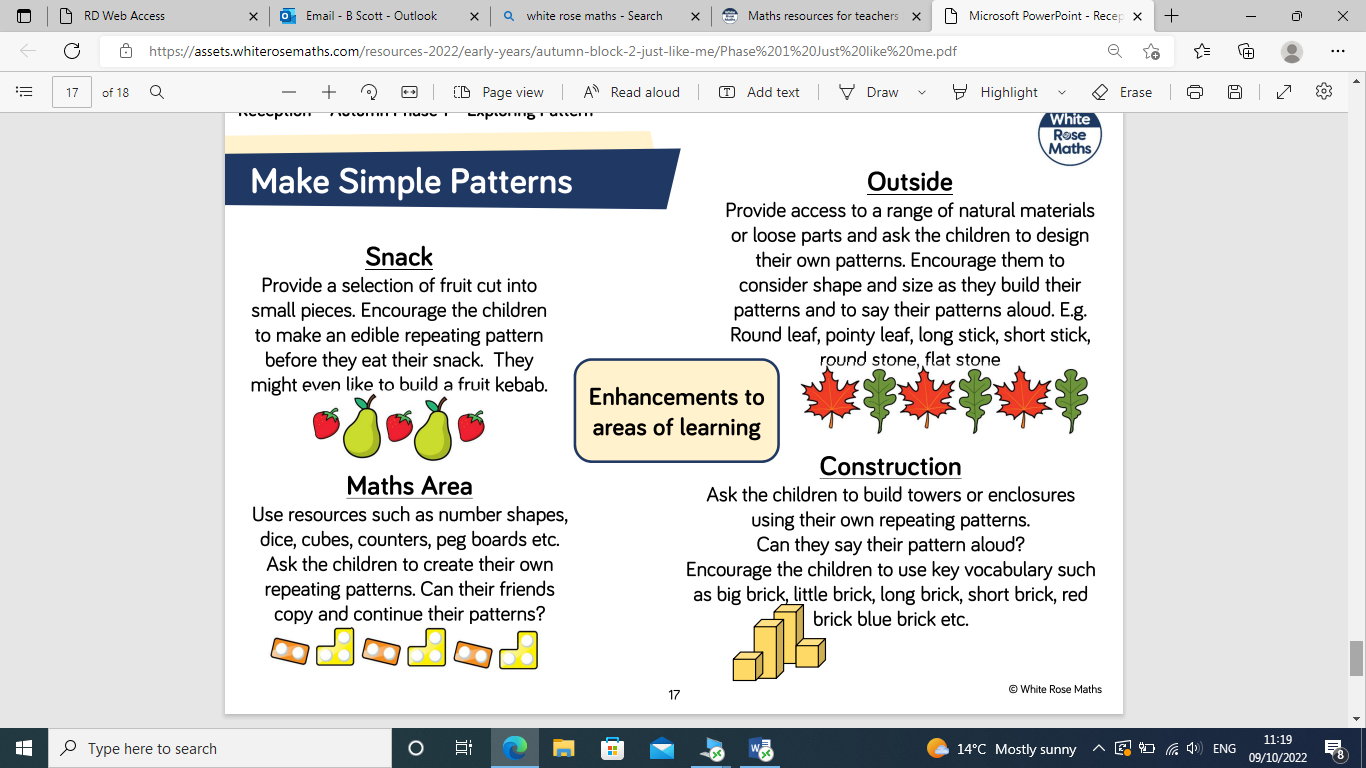 RD Web Access
Email - B Scott - Outlook
white rose maths - Search
Maths resources for teachers
Microsoft PowerPoint - Recep
https://assets.whiterosemaths.com/resources-2022/early-years/autumn-block-2-just-like-me/Phase%201%20Just%20like%20me.pdf
17 of 18
Page view
Read aloud
Add text
Draw
Highlight
Erase
Reception – Autumn Phase 1 – Exploring Pattern
White
Rose
Maths
Make Simple Patterns
Snack
Provide a selection of fruit cut into
small pieces. Encourage the children
to make an edible repeating pattern
before they eat their snack. They
might even like to build a fruit kebab.
Maths Area
Use resources such as number shapes,
dice, cubes, counters, peg boards etc.
Ask the children to create their own
repeating patterns. Can their friends
copy and continue their patterns?
Enhancements to
areas of learning
Outside
Provide access to a range of natural materials
or loose parts and ask the children to design
their own patterns. Encourage them to
consider shape and size as they build their
patterns and to say their patterns aloud. E.g.
Round leaf, pointy leaf, long stick, short stick,
round stone, flat stone
Construction
Ask the children to build towers or enclosures
using their own repeating patterns.
Can they say their pattern aloud?
Encourage the children to use key vocabulary such
as big brick, little brick, long brick, short brick, red
brick blue brick etc.
17
© White Rose Maths
Type here to search
14°C Mostly sunny
ENG
11:19
09/10/2022
8